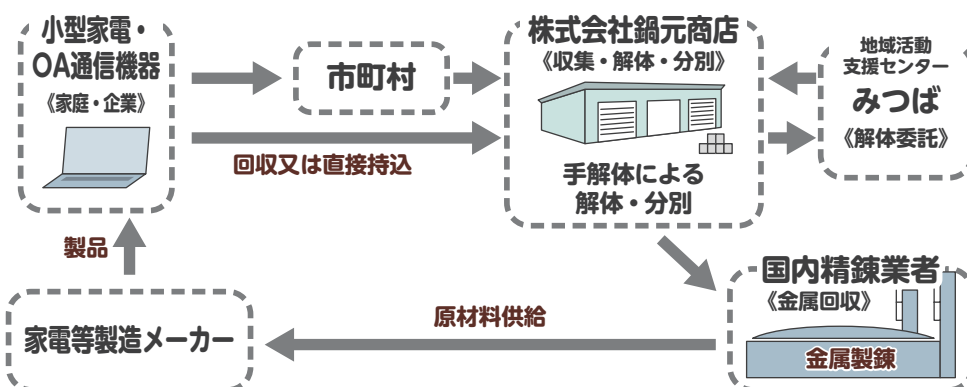 小型家電・
OA通信機器
《家庭・企業》
市町村
回収又は直接持込
株式会社鍋元商店
《収集・解体・分別》
手解体による
解体・分別
地域活動
支援センター
みつば
《解体委託》
国内精錬業者
《金属回収》
金属製錬
原材料供給
家電等製造メーカー
製品